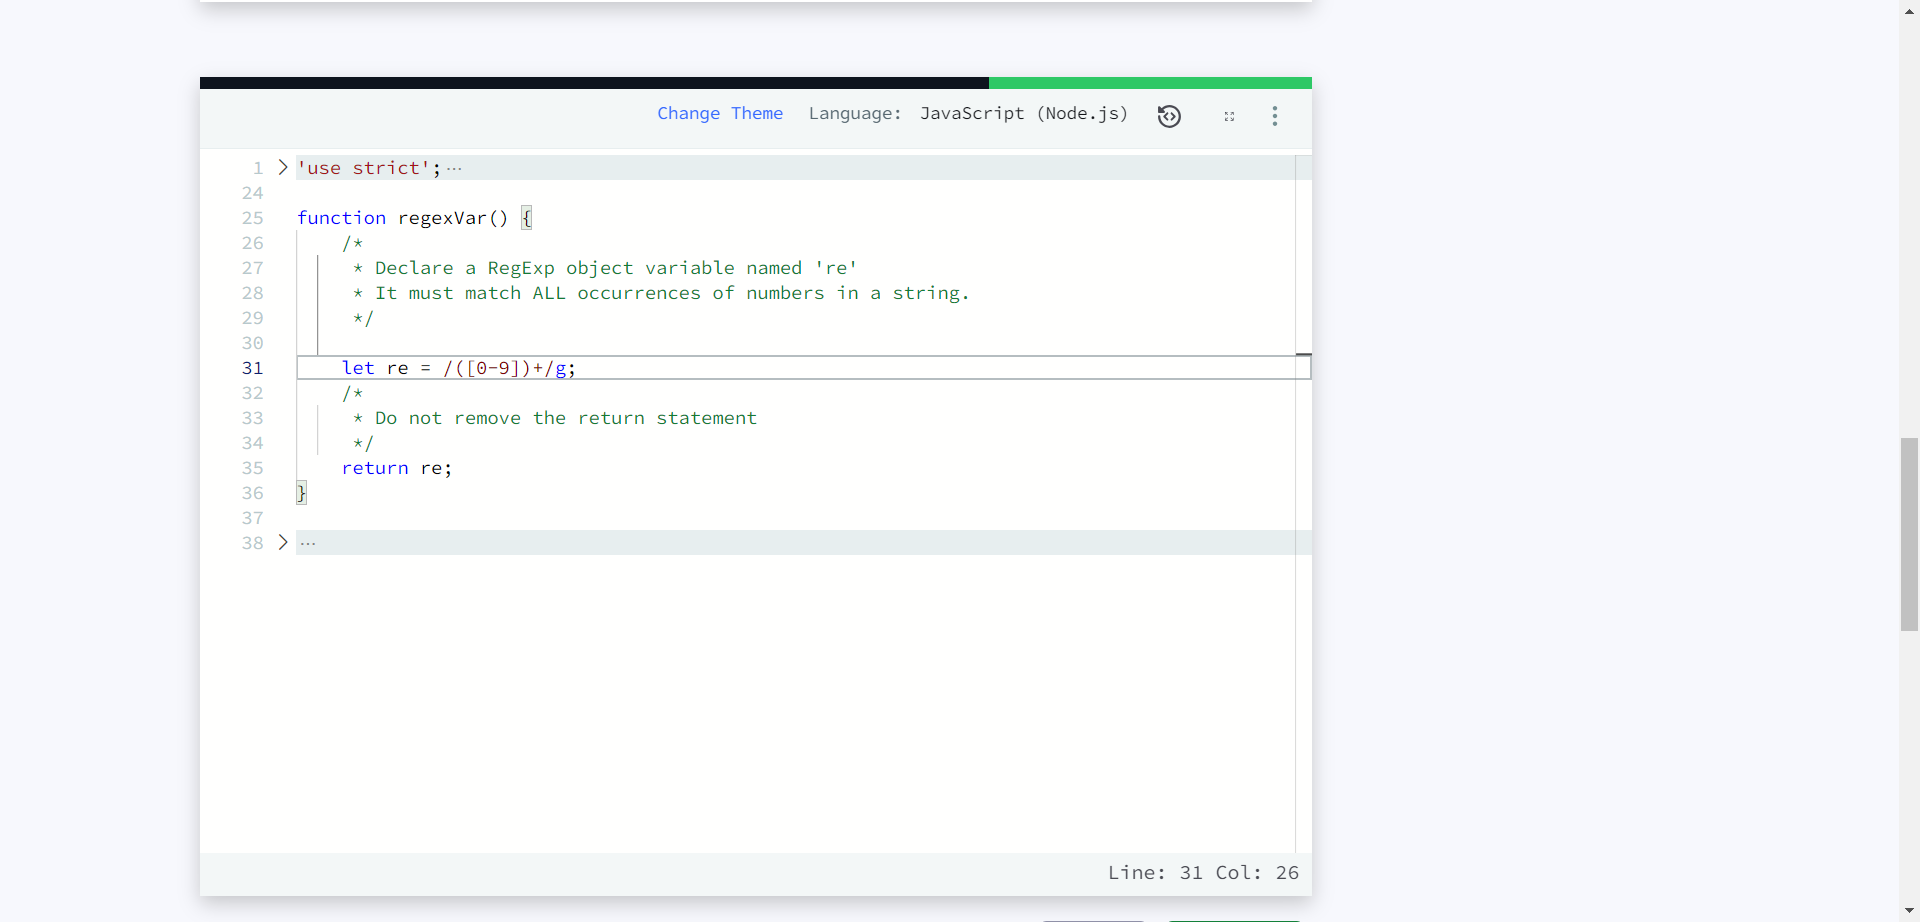 Change Theme Language: JavaScript (Node.js)
1 'use strict';···
24
25 function regexVar() {
26 /*
27 * Declare a RegExp object variable named 're'
28 * It must match ALL occurrences of numbers in a string.
29 */
30
31 let re = /([0-9])+/g;
32 /*
33 * Do not remove the return statement
34 */
35 return re;
36 }
37
38 ···
Line: 31 Col: 26